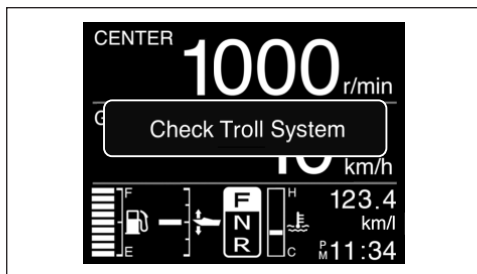 CENTER
1000 r/min
Check Troll System
km/h
F
E
F
N
R
H
C
123.4
km/l
PM 11:34